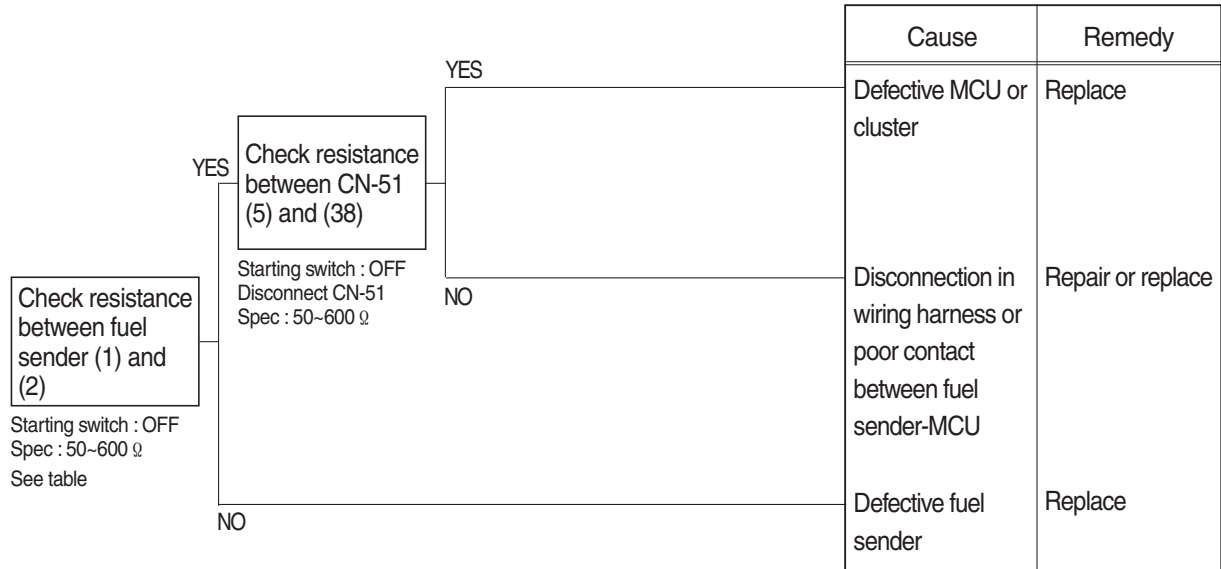 Cause
Remedy
YES
Defective MCU or
cluster
Replace
YES
Check resistance
between CN-51
(5) and (38)
Starting switch : OFF
Disconnect CN-51
Spec : 50~600 Ω
NO
Disconnection in
wiring harness or
poor contact
between fuel
sender-MCU
Repair or replace
Check resistance
between fuel
sender (1) and
(2)
Starting switch : OFF
Spec : 50~600 Ω
See table
NO
Defective fuel
sender
Replace